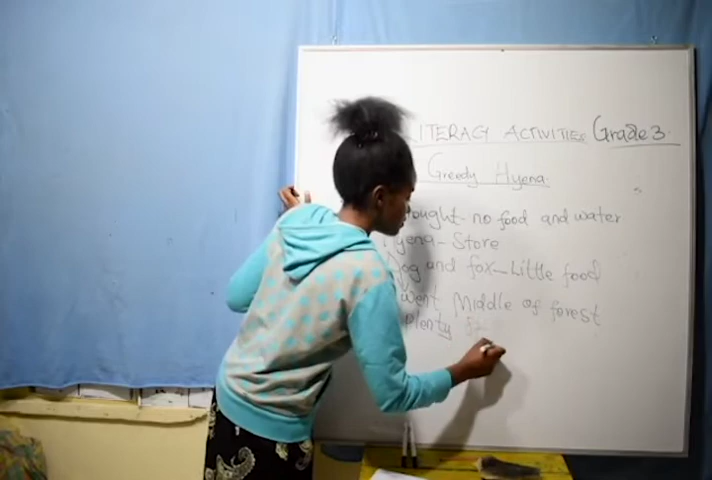 LITERACY ACTIVITIES Grade 3.
Greedy Hyena.
no food and water
- Store
and fox - Little food
Went Middle of forest
Plenty